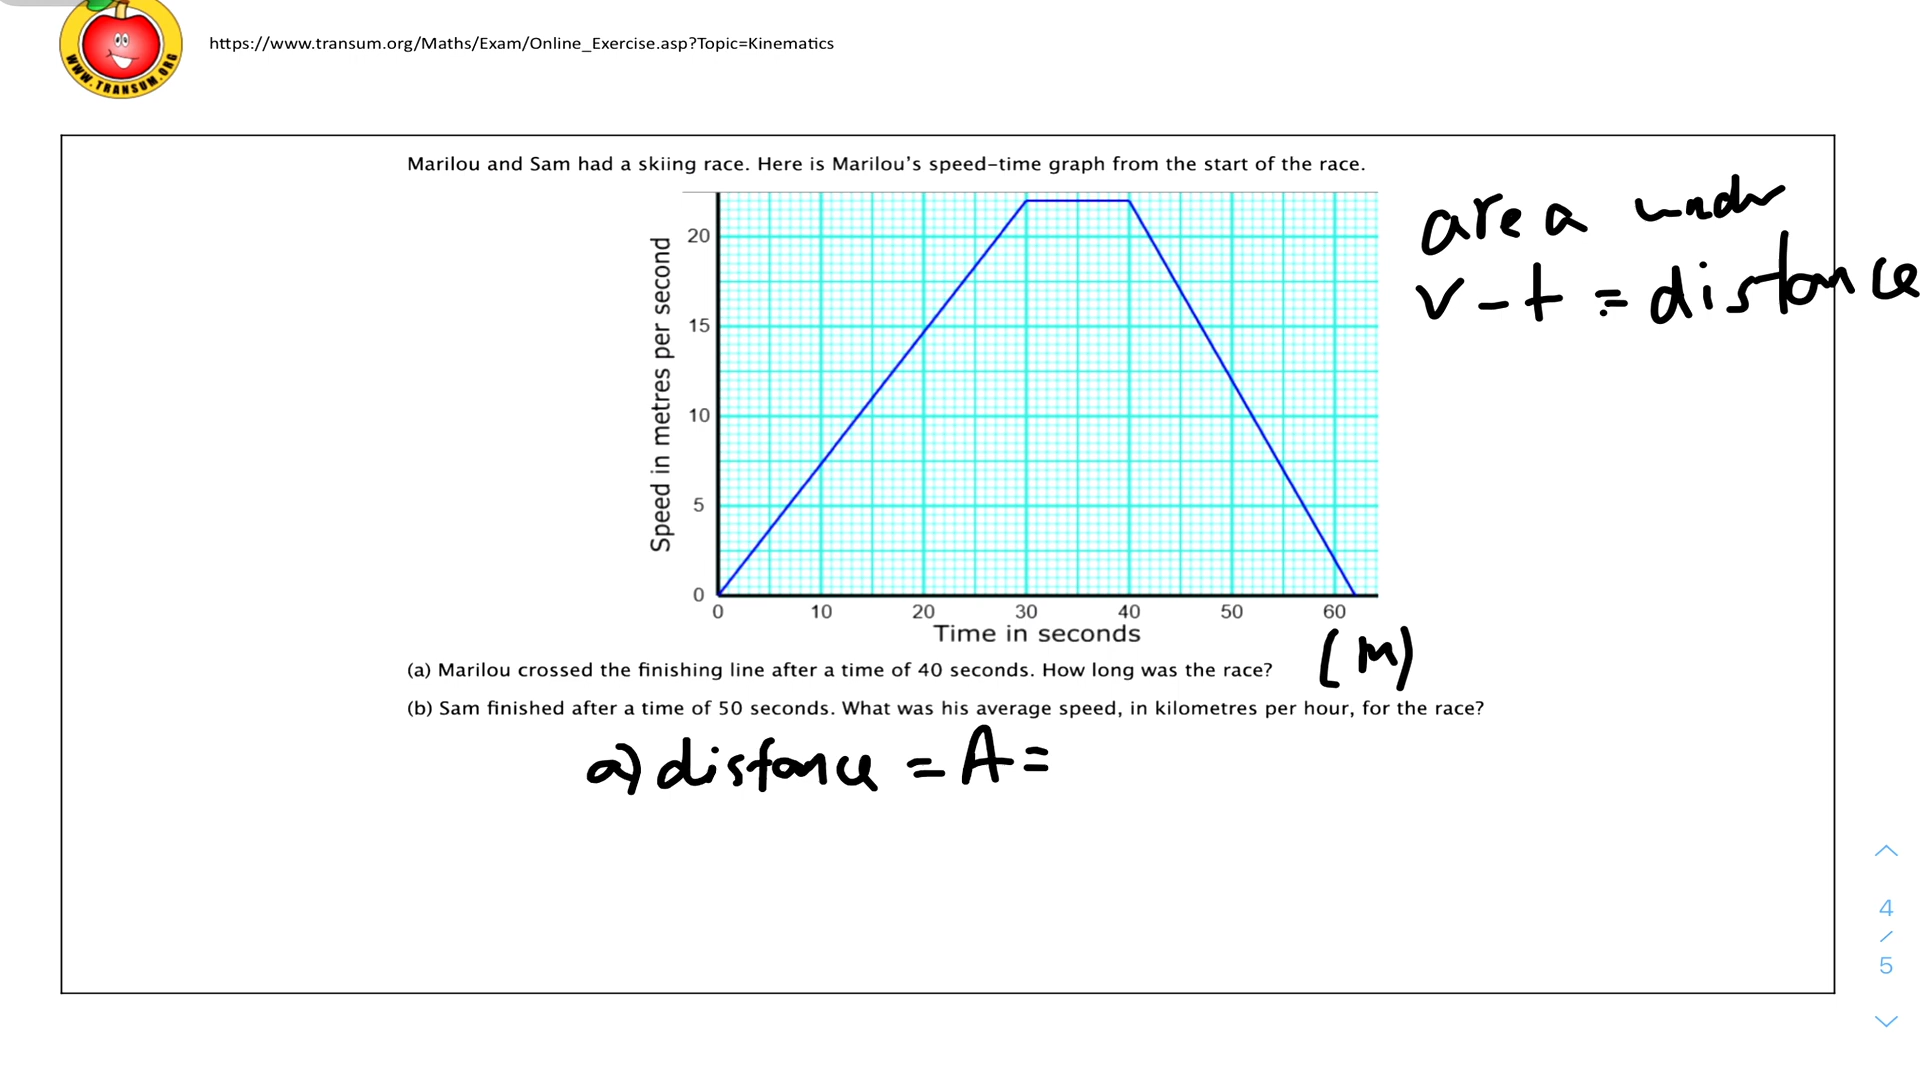 WWW.TRANSUM.ORG
https://www.transum.org/Maths/Exam/Online_Exercise.asp?Topic=Kinematics
Marilou and Sam had a skiing race. Here is Marilou’s speed–time graph from the start of the race.
area under
v-t = distance
Speed in metres per second
20
15
10
5
0
0 10 20 30 40 50 60
Time in seconds
(a) Marilou crossed the finishing line after a time of 40 seconds. How long was the race? (m)
(b) Sam finished after a time of 50 seconds. What was his average speed, in kilometres per hour, for the race?
a) distance = A =
4
/
5